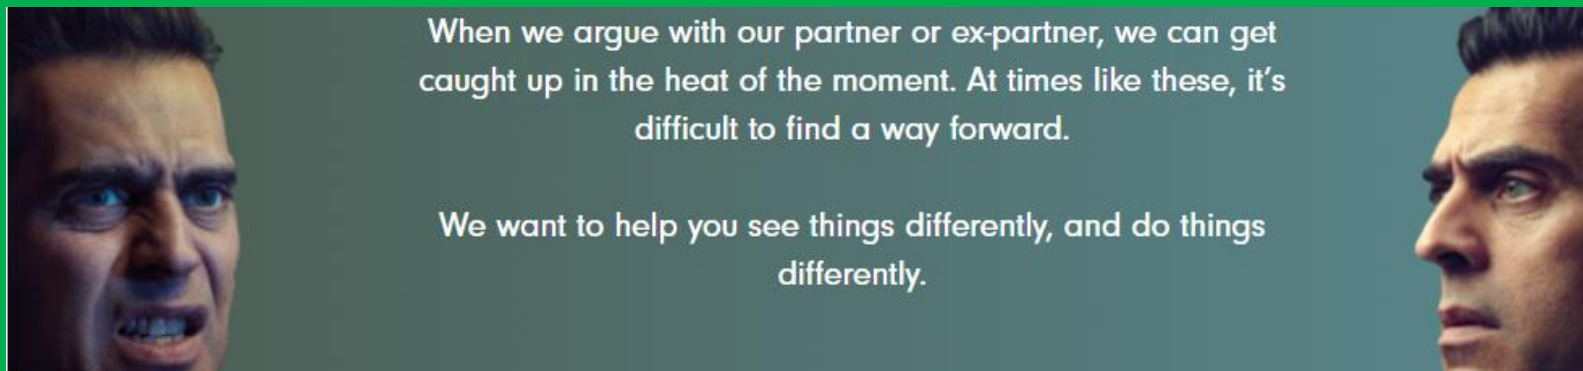 When we argue with our partner or ex-partner, we can get
caught up in the heat of the moment. At times like these, it's
difficult to find a way forward.
We want to help you see things differently, and do things
differently.